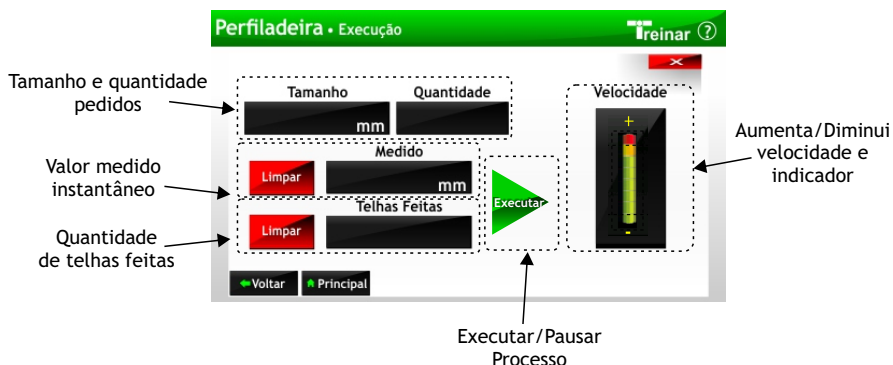 Perfiladeira • Execução
Treinar ?
Tamanho e quantidade
pedidos
Tamanho
Quantidade
mm
Velocidade
+
-
Aumenta/Diminui
velocidade e
indicador
Valor medido
instantâneo
Medido
Limpar
mm
Executar
Telhas Feitas
Limpar
Quantidade
de telhas feitas
Voltar
Principal
Executar/Pausar
Processo